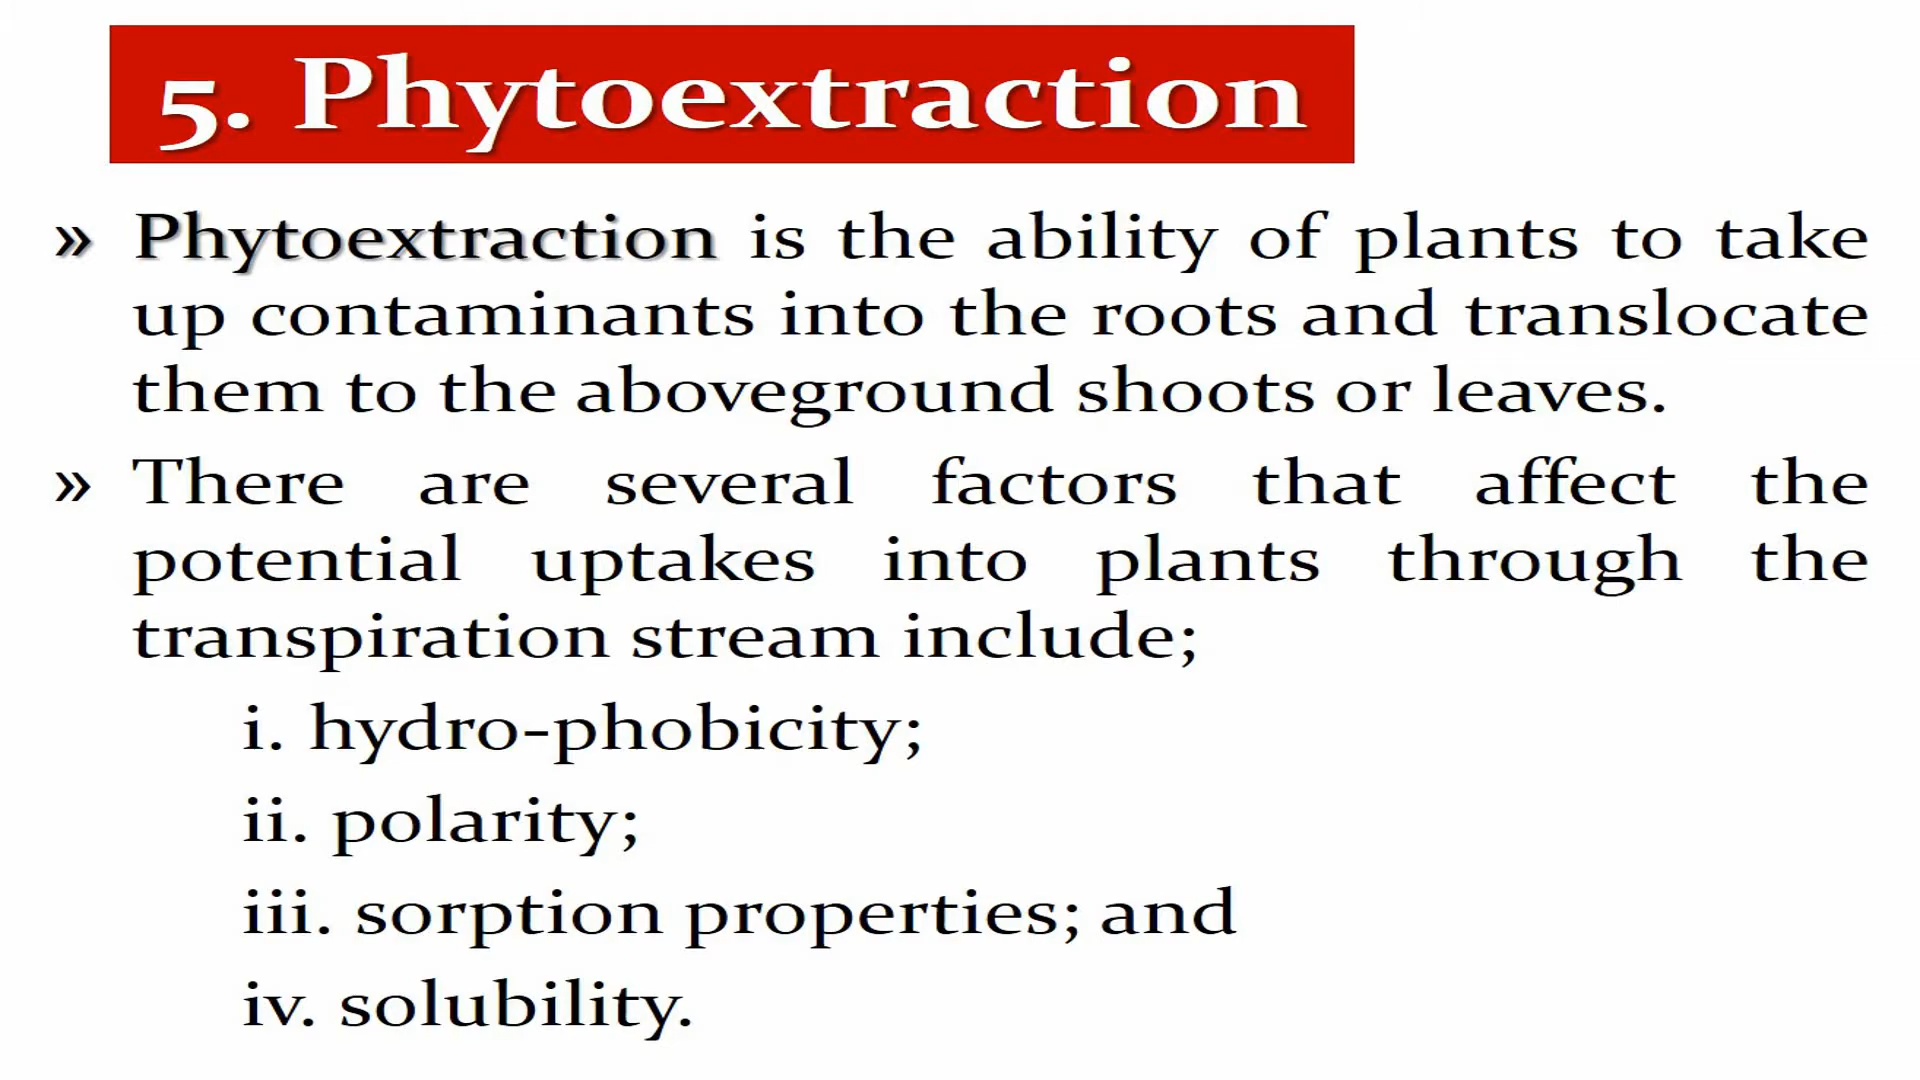 5. Phytoextraction
» Phytoextraction is the ability of plants to take
up contaminants into the roots and translocate
them to the aboveground shoots or leaves.
» There are several factors that affect the
potential uptakes into plants through the
transpiration stream include;
i. hydro-phobicity;
ii. polarity;
iii. sorption properties; and
iv. solubility.